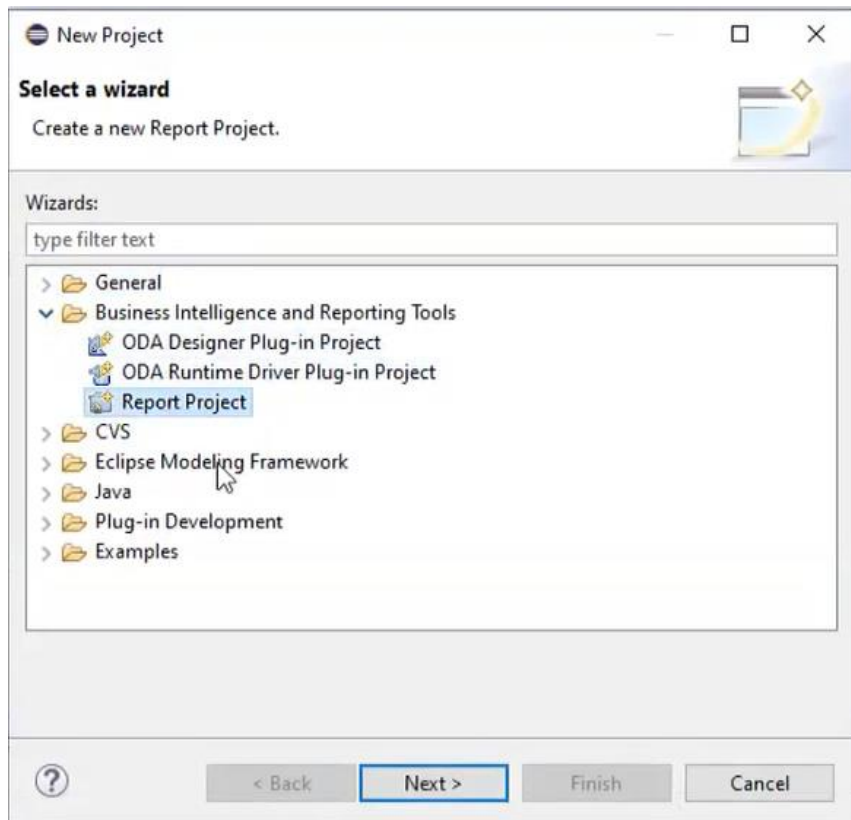 New Project
Select a wizard
Create a new Report Project.
Wizards:
type filter text
General
Business Intelligence and Reporting Tools
ODA Designer Plug-in Project
ODA Runtime Driver Plug-in Project
Report Project
CVS
Eclipse Modeling Framework
Java
Plug-in Development
Examples
? < Back Next > Finish Cancel